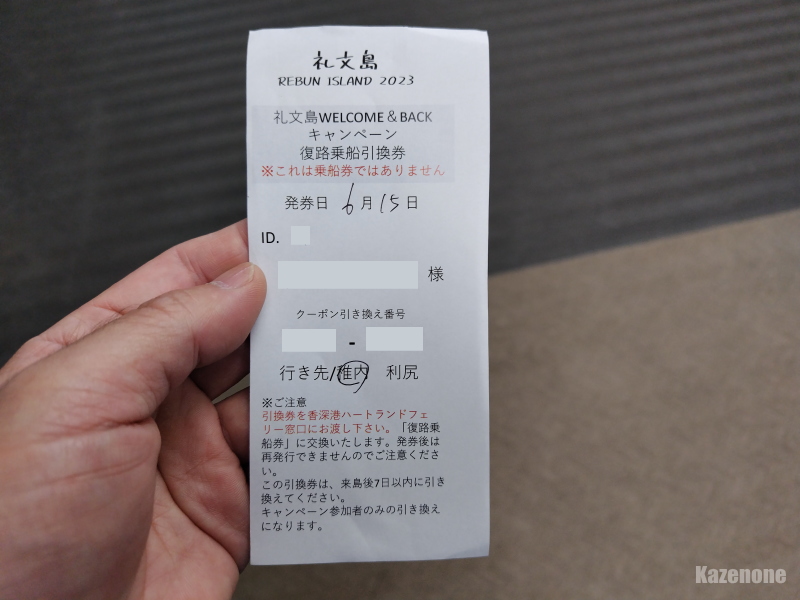 礼文島
REBUN ISLAND 2023
礼文島WELCOME＆BACK
キャンペーン
復路乗船引換券
※これは乗船券ではありません
発券日 6月15日
ID.
様
クーポン引き換え番号
-
行き先/稚内 利尻
※ご注意
引換券を香深港ハートランドフェ
リー窓口にお渡し下さい。「復路乗
船券」に交換いたします。発券後は
再発行できませんのでご注意くださ
い。
この引換券は、来島後7日以内に引き
換えてください。
キャンペーン参加者のみの引き換え
になります。
Kazenone